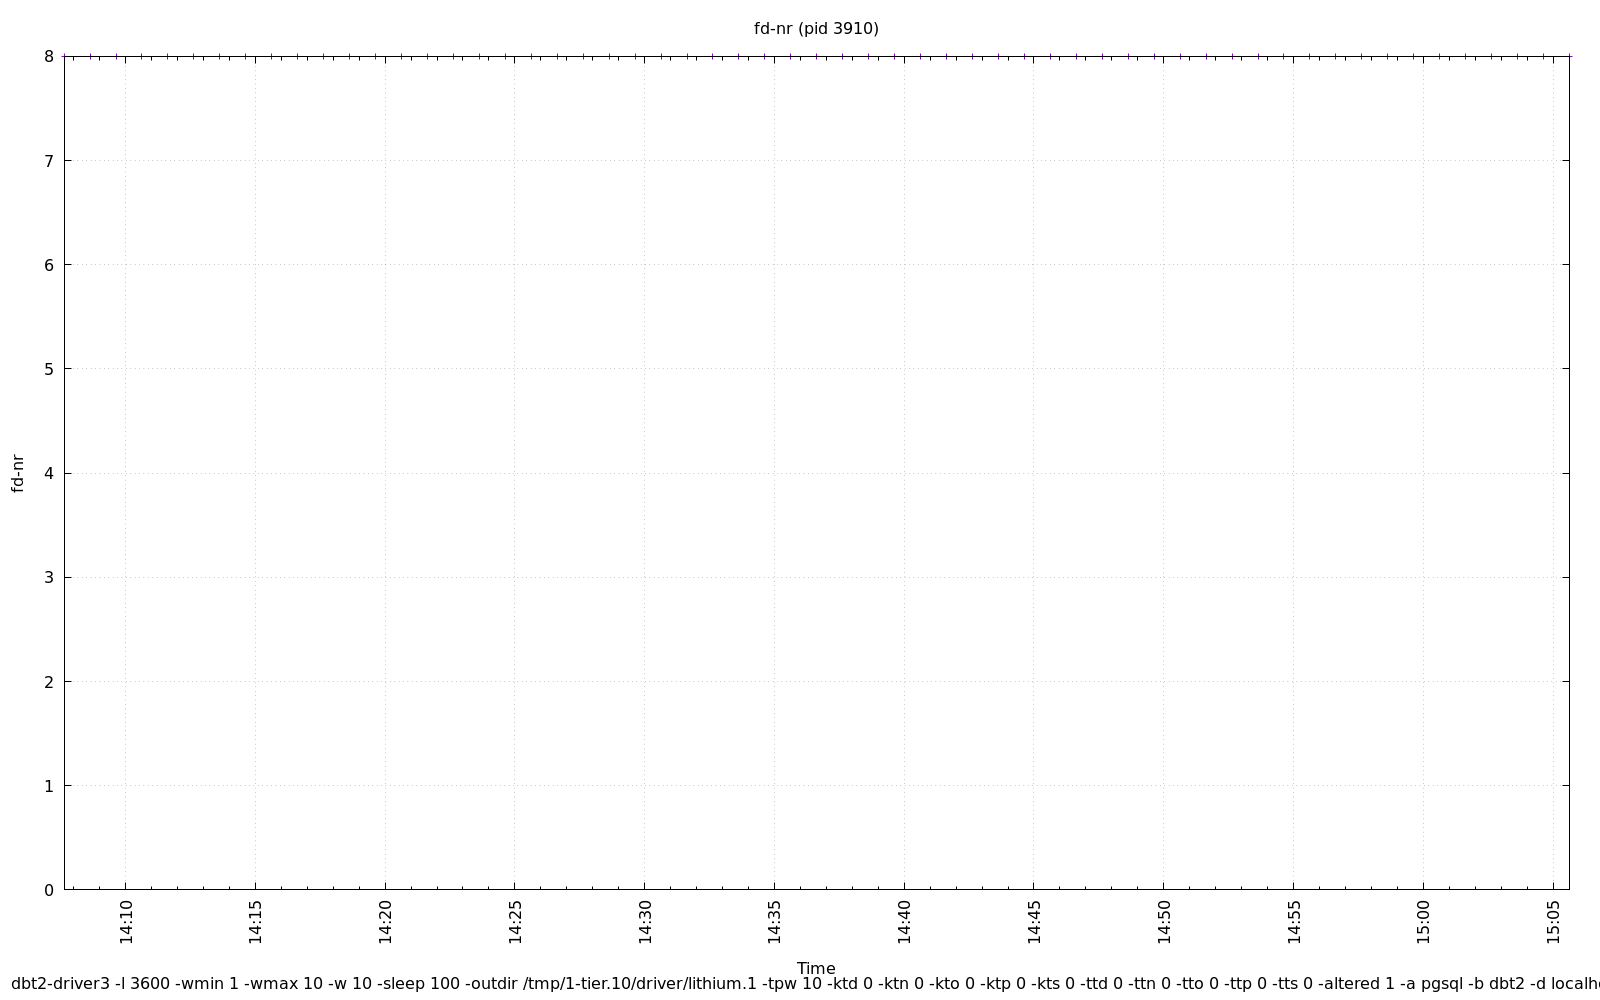 fd-nr (pid 3910)
8
7
6
5
4
3
2
1
0
fd-nr
14:10 14:15 14:20 14:25 14:30 14:35 14:40 14:45 14:50 14:55 15:00 15:05
Time
dbt2-driver3 -l 3600 -wmin 1 -wmax 10 -w 10 -sleep 100 -outdir /tmp/1-tier.10/driver/lithium.1 -tpw 10 -ktd 0 -ktn 0 -kto 0 -ktp 0 -kts 0 -ttd 0 -ttn 0 -tto 0 -ttp 0 -tts 0 -altered 1 -a pgsql -b dbt2 -d localh